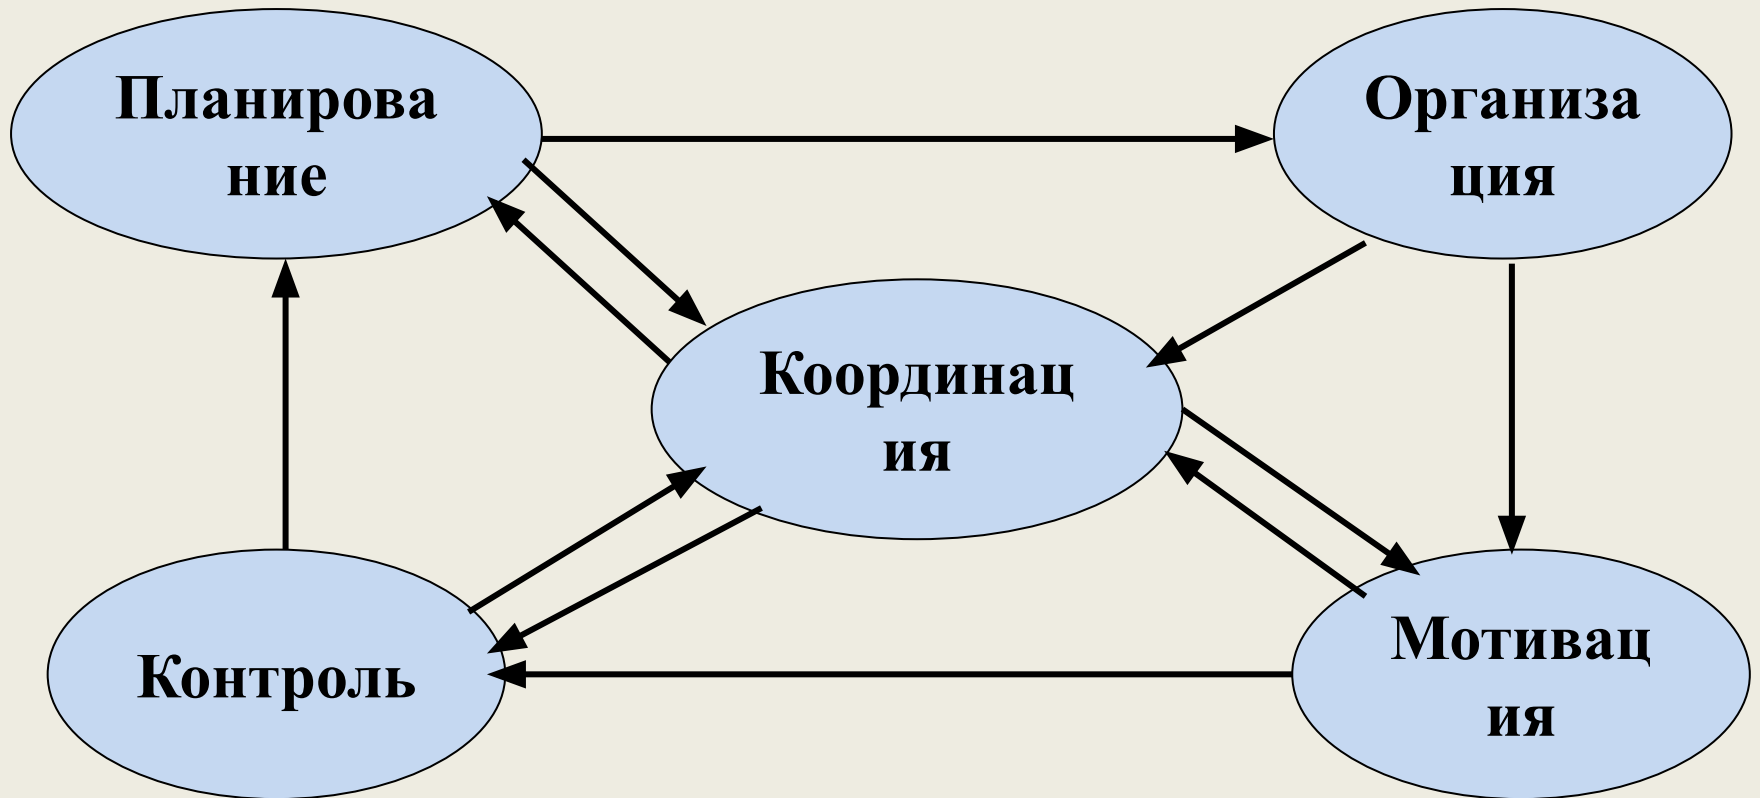 Планирова
ние
Организа
ция
Координац
ия
Контроль
Мотивац
ия